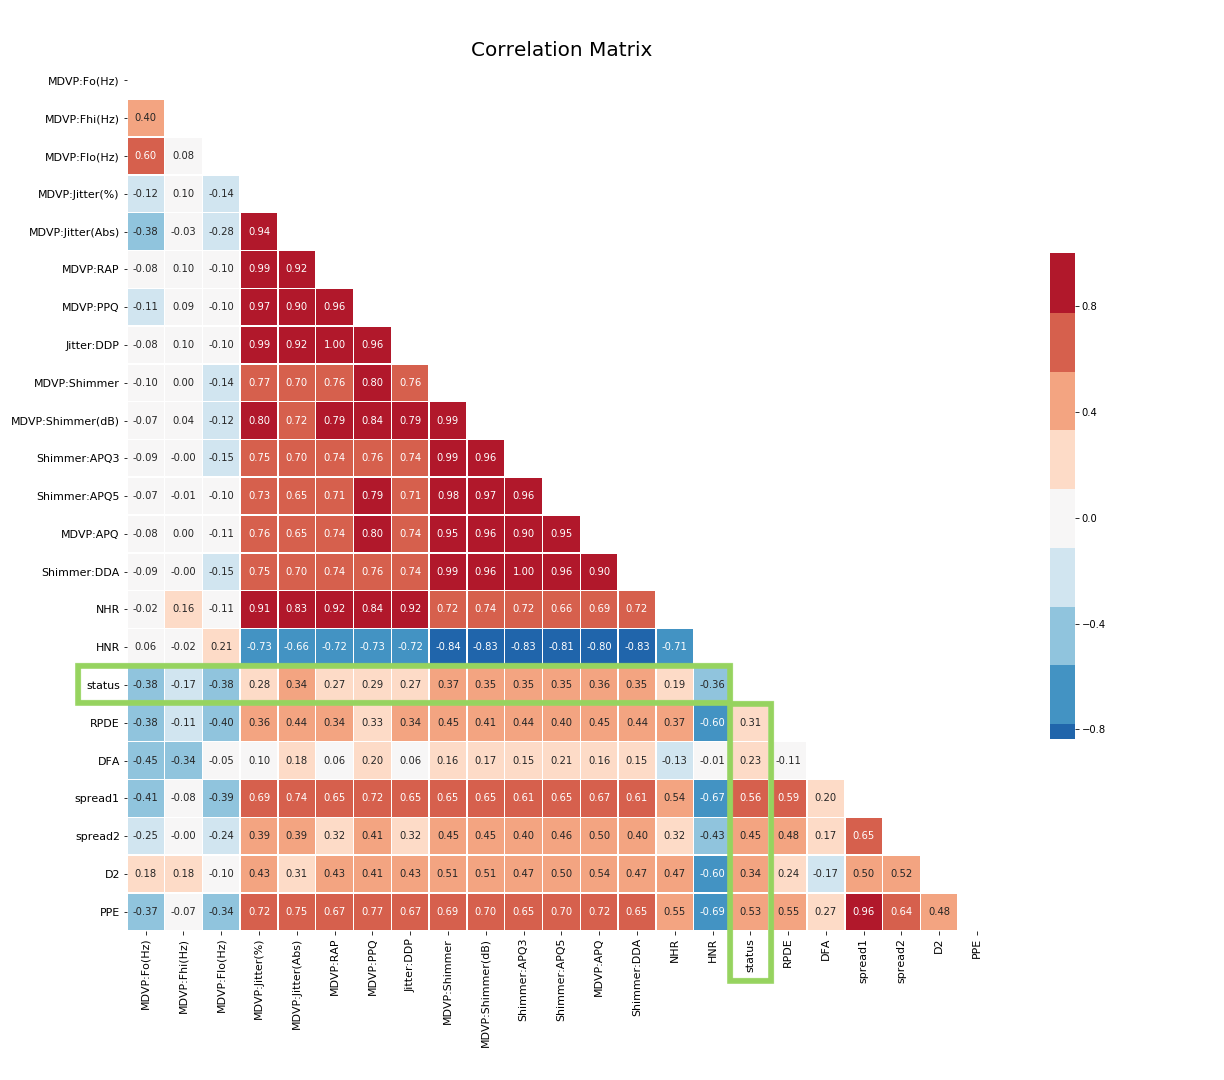 Correlation Matrix
MDVP:Fo(Hz)
MDVP:Fhi(Hz) 0.40
MDVP:Flo(Hz) 0.60 0.08
MDVP:Jitter(%) -0.12 0.10 -0.14
MDVP:Jitter(Abs) -0.38 -0.03 -0.28 0.94
MDVP:RAP -0.08 0.10 -0.10 0.99 0.92
MDVP:PPQ -0.11 0.09 -0.10 0.97 0.90 0.96
Jitter:DDP -0.08 0.10 -0.10 0.99 0.92 1.00 0.96
MDVP:Shimmer -0.10 0.00 -0.14 0.77 0.70 0.76 0.80 0.76
MDVP:Shimmer(dB) -0.07 0.04 -0.12 0.80 0.72 0.79 0.84 0.79 0.99
Shimmer:APQ3 -0.09 -0.00 -0.15 0.75 0.70 0.74 0.76 0.74 0.99 0.96
Shimmer:APQ5 -0.07 -0.01 -0.10 0.73 0.65 0.71 0.79 0.71 0.98 0.97 0.96
MDVP:APQ -0.08 0.00 -0.11 0.76 0.65 0.74 0.80 0.74 0.95 0.96 0.90 0.95
Shimmer:DDA -0.09 -0.00 -0.15 0.75 0.70 0.74 0.76 0.74 0.99 0.96 1.00 0.96 0.90
NHR -0.02 0.16 -0.11 0.91 0.83 0.92 0.84 0.92 0.72 0.74 0.72 0.66 0.69 0.72
HNR 0.06 -0.02 0.21 -0.73 -0.66 -0.72 -0.73 -0.72 -0.84 -0.83 -0.83 -0.81 -0.80 -0.83 -0.71
status -0.38 -0.17 -0.38 0.28 0.34 0.27 0.29 0.27 0.37 0.35 0.35 0.35 0.36 0.35 0.19 -0.36
RPDE -0.38 -0.11 -0.40 0.36 0.44 0.34 0.33 0.34 0.45 0.41 0.44 0.40 0.45 0.44 0.37 -0.60 0.31
DFA -0.45 -0.34 -0.05 0.10 0.18 0.06 0.20 0.06 0.16 0.17 0.15 0.21 0.16 0.15 -0.13 -0.01 0.23 -0.11
spread1 -0.41 -0.08 -0.39 0.69 0.74 0.65 0.72 0.65 0.65 0.65 0.61 0.65 0.67 0.61 0.54 -0.67 0.56 0.59 0.20
spread2 -0.25 -0.00 -0.24 0.39 0.39 0.32 0.41 0.32 0.45 0.45 0.40 0.46 0.50 0.40 0.32 -0.43 0.45 0.48 0.17 0.65
D2 0.18 0.18 -0.10 0.43 0.31 0.43 0.41 0.43 0.51 0.51 0.47 0.50 0.54 0.47 0.47 -0.60 0.34 0.24 -0.17 0.50 0.52
PPE -0.37 -0.07 -0.34 0.72 0.75 0.67 0.77 0.67 0.69 0.70 0.65 0.70 0.72 0.65 0.55 -0.69 0.53 0.55 0.27 0.96 0.64 0.48
MDVP:Fo(Hz) MDVP:Fhi(Hz) MDVP:Flo(Hz) MDVP:Jitter(%) MDVP:Jitter(Abs) MDVP:RAP MDVP:PPQ Jitter:DDP MDVP:Shimmer MDVP:Shimmer(dB) Shimmer:APQ3 Shimmer:APQ5 MDVP:APQ Shimmer:DDA NHR HNR status RPDE DFA spread1 spread2 D2 PPE
0.8
0.4
0.0
−0.4
−0.8